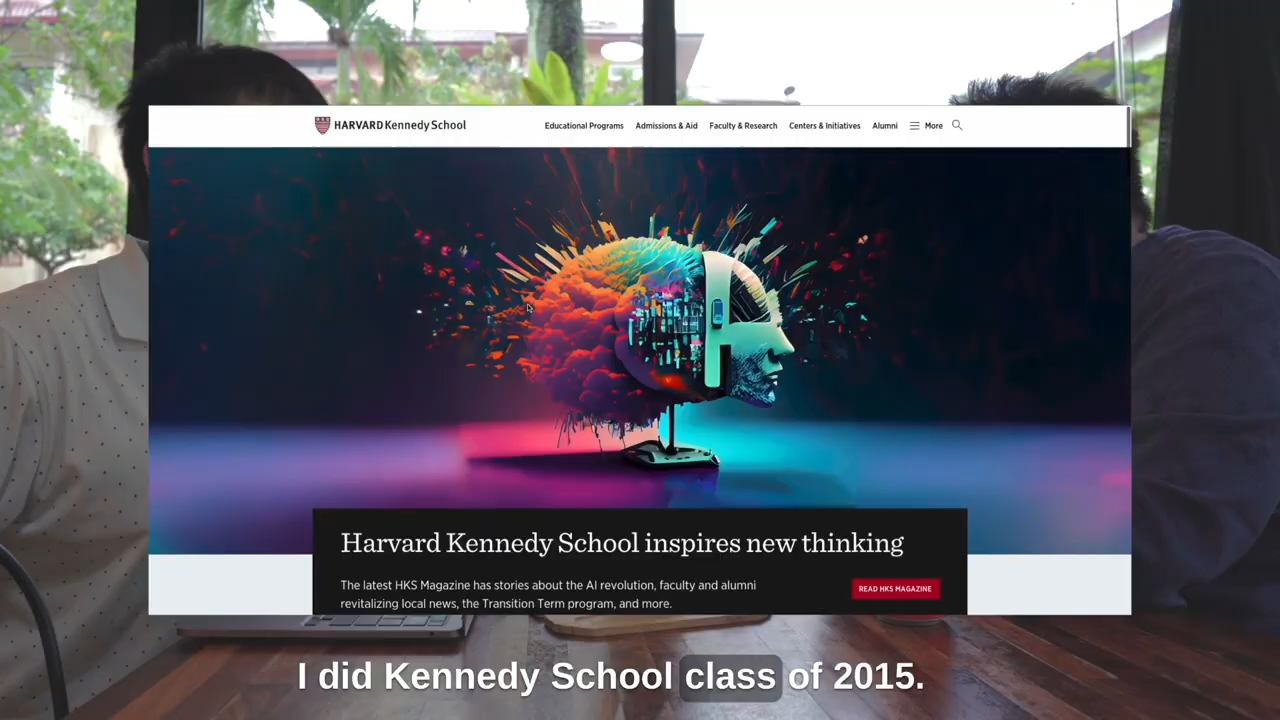 HARVARD Kennedy School
Educational Programs Admissions & Aid Faculty & Research Centers & Initiatives Alumni More
Harvard Kennedy School inspires new thinking
The latest HKS Magazine has stories about the AI revolution, faculty and alumni
revitalizing local news, the Transition Term program, and more.
READ HKS MAGAZINE
I did Kennedy School class of 2015.